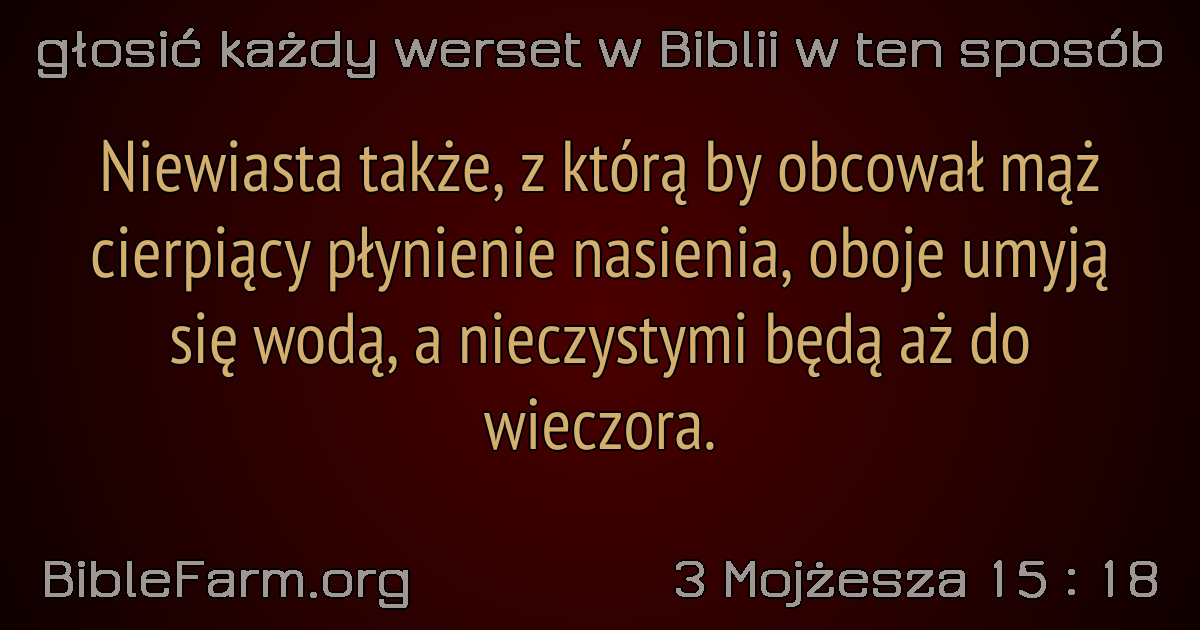 głosić każdy werset w Biblii w ten sposób
Niewiasta także, z którą by obcował mąż
cierpiący płynienie nasienia, oboje umyją
się wodą, a nieczystymi będą aż do
wieczora.
BibleFarm.org
3 Mojżesza 15 : 18